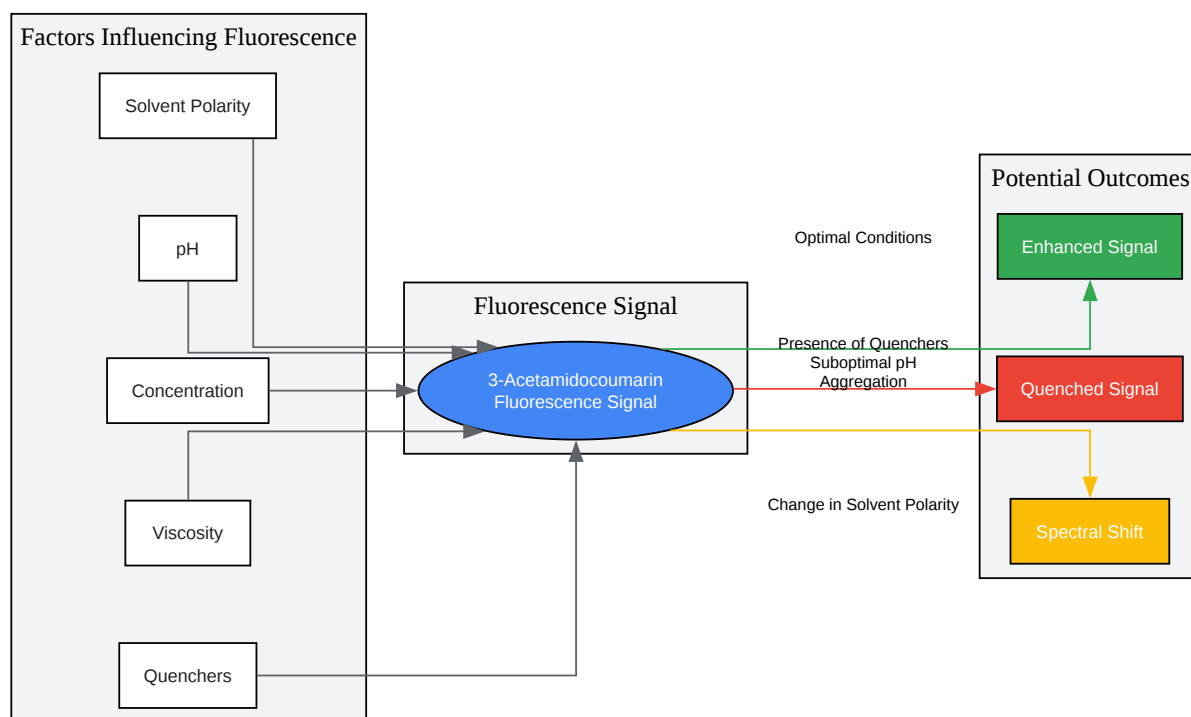 Factors Influencing Fluorescence
Solvent Polarity
pH
Concentration
Viscosity
Quenchers
Fluorescence Signal
3-Acetamidocoumarin
Fluorescence Signal
Optimal Conditions
Presence of Quenchers
Suboptimal pH
Aggregation
Change in Solvent Polarity
Potential Outcomes
Enhanced Signal
Quenched Signal
Spectral Shift